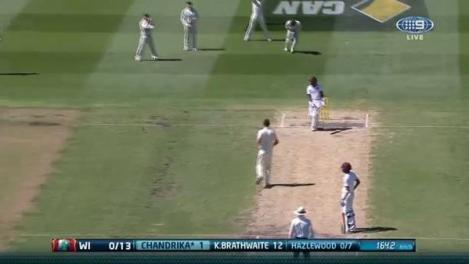 CAN
9
LIVE
WI 0/13 CHANDRIKA* 1 K.BRATHWAITE 12 HAZLEWOOD 0/7